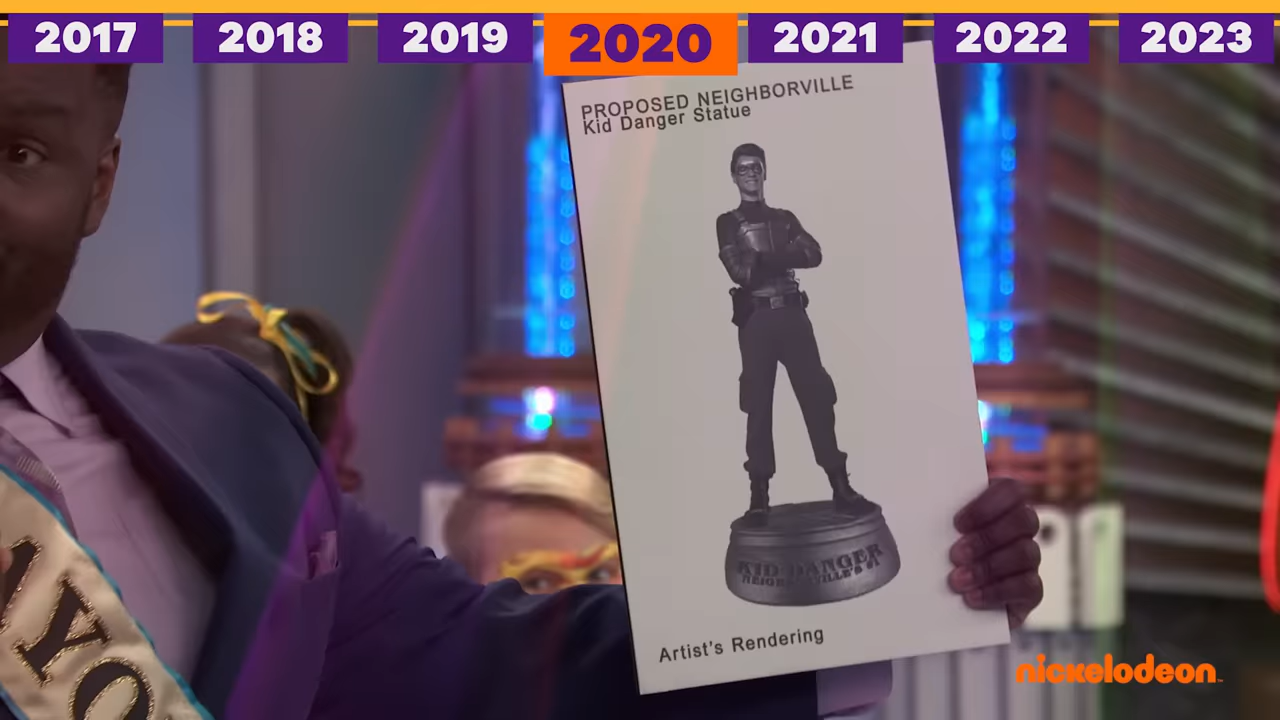 2017 2018 2019 2020 2021 2022 2023
PROPOSED NEIGHBORVILLE
Kid Danger Statue
KID DANGER
NEIGHBORVILLE'S #1
Artist's Rendering
AYO
nickelodeon